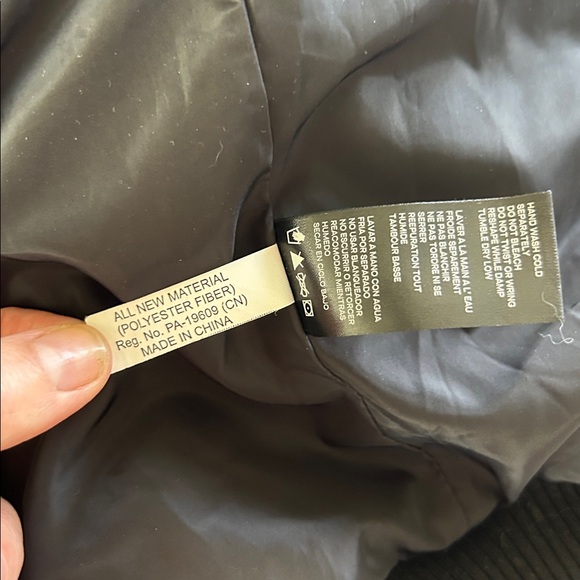 ALL NEW MATERIAL
(POLYESTER FIBER)
Reg. No. PA-19609 (CN)
MADE IN CHINA
HAND WASH COLD
SEPARATELY
DO NOT BLEACH
DO NOT TWIST OR WRING
RESHAPE WHILE DAMP
TUMBLE DRY LOW
LAVER A LA MAIN A L'EAU
FROIDE SEPAREMENT
NE PAS BLANCHIR
NE PAS TORDRE NI
SERRER
REEPURATION TOUT
HUMIDE
TAMBOUR BASSE
LAVAR A MANO CON AGUA
FRIA POR SEPARADO
NO USAR BLANQUEADOR
NO ESCURRIR O RETORCER
REACOMODAR MIENTRAS
HUMEDO
SECAR EN CICLO BAJO